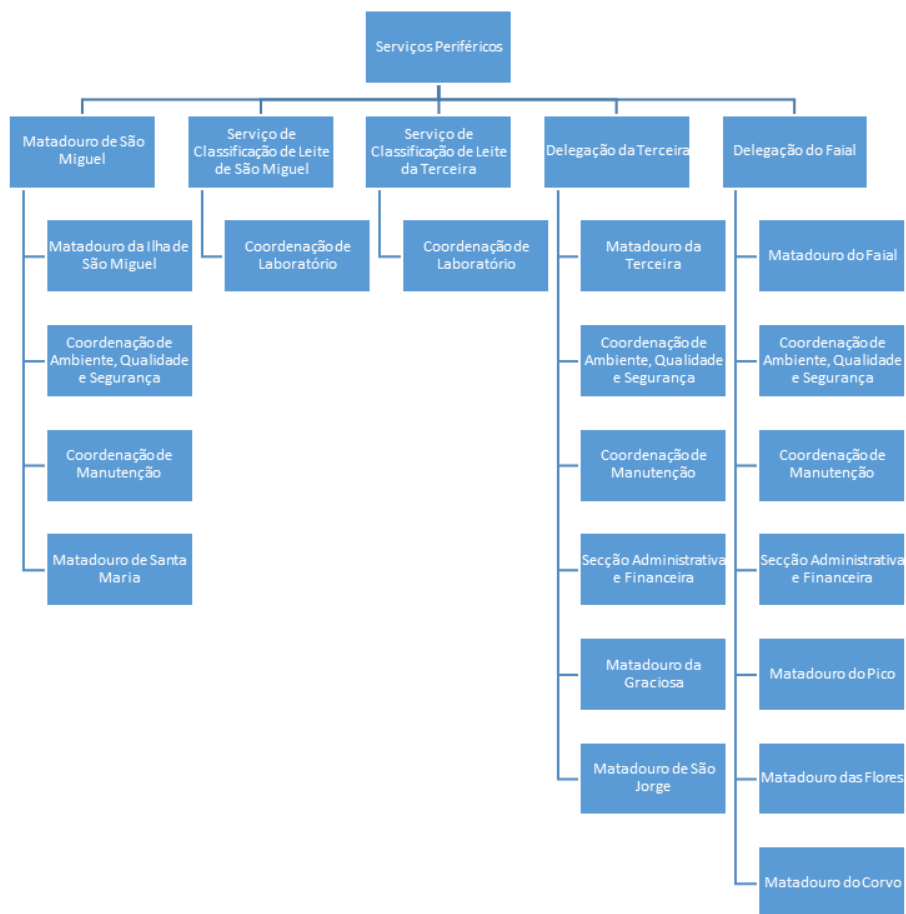 Serviços Periféricos
Matadouro de São
Miguel
Serviço de
Classificação de Leite
de São Miguel
Serviço de
Classificação de Leite
da Terceira
Delegação da Terceira
Delegação do Faial
Matadouro da Ilha de
São Miguel
Coordenação de
Ambiente, Qualidade
e Segurança
Coordenação de
Manutenção
Matadouro de Santa
Maria
Coordenação de
Laboratório
Coordenação de
Laboratório
Matadouro da
Terceira
Coordenação de
Ambiente, Qualidade
e Segurança
Coordenação de
Manutenção
Secção Administrativa
e Financeira
Matadouro da
Graciosa
Matadouro de São
Jorge
Matadouro do Faial
Coordenação de
Ambiente, Qualidade
e Segurança
Coordenação de
Manutenção
Secção Administrativa
e Financeira
Matadouro do Pico
Matadouro das Flores
Matadouro do Corvo